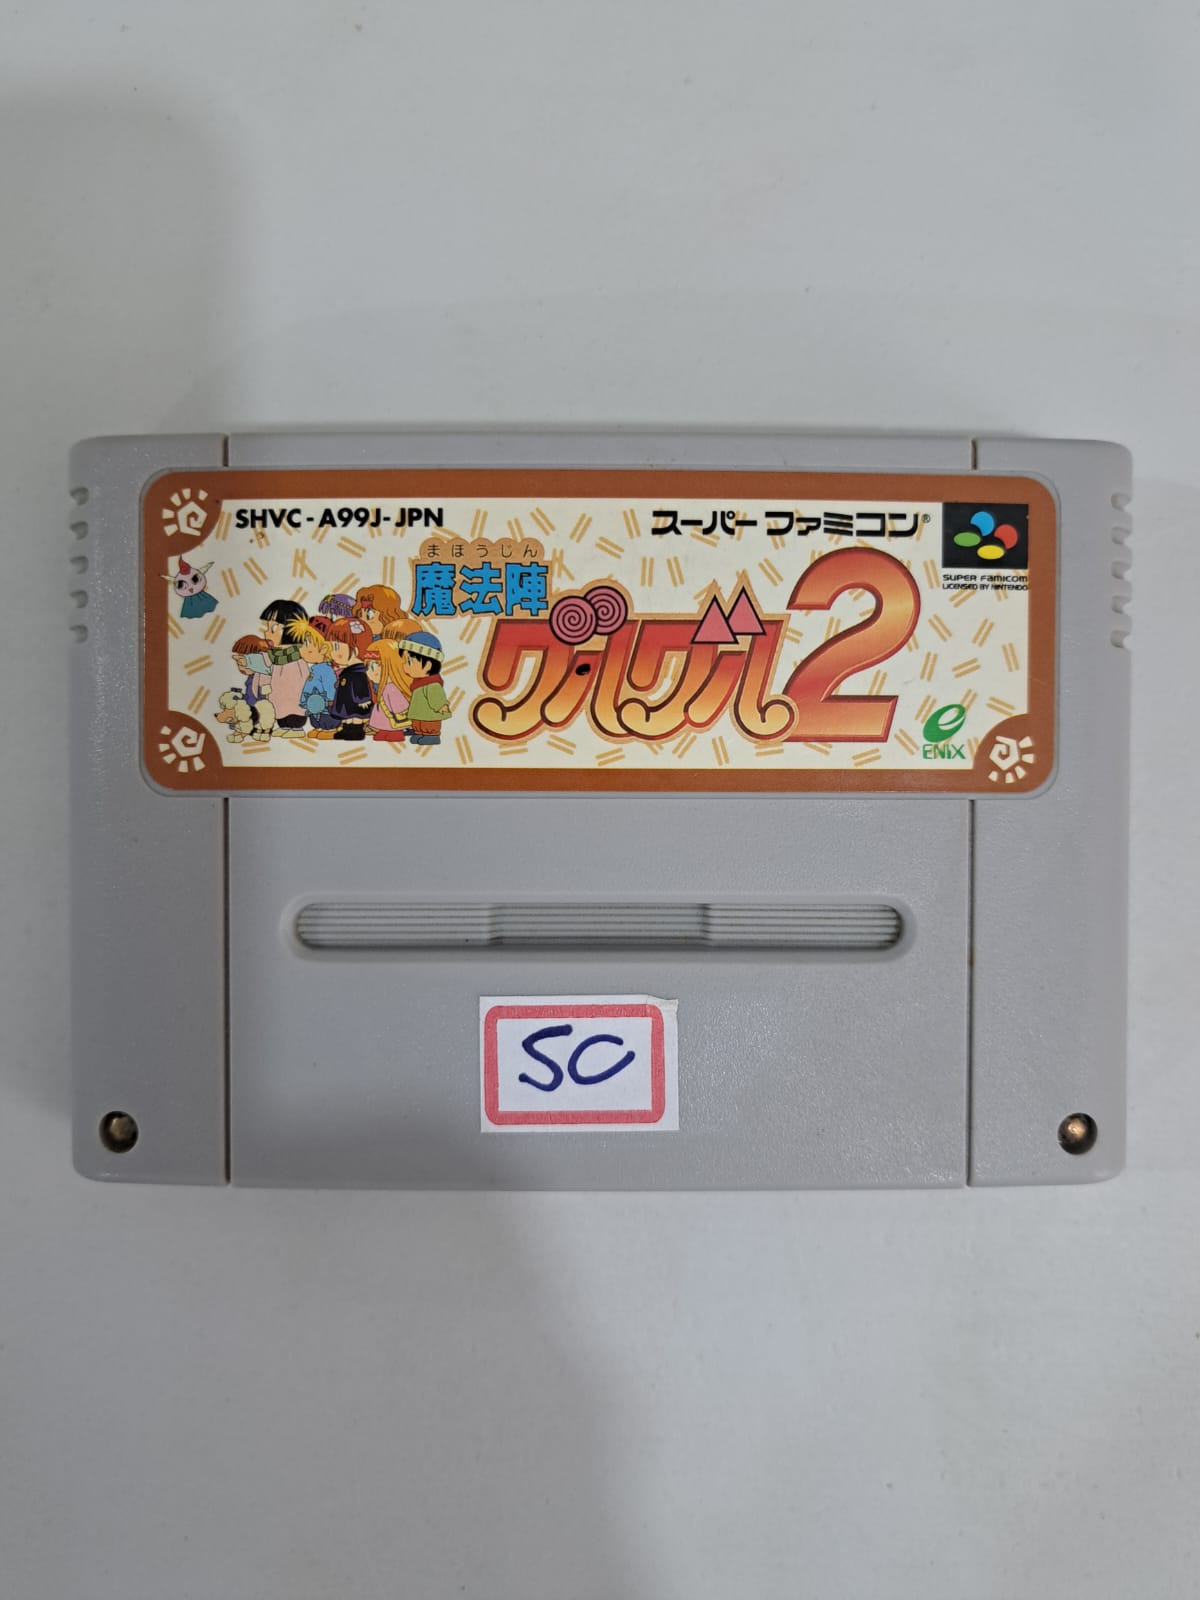 SHVC-A99J-JPN
スーパーファミコン®
SUPER FAMICOM
LICENSED BY NINTENDO
まほうじん
魔法陣
グルグル2
ENIX
SC